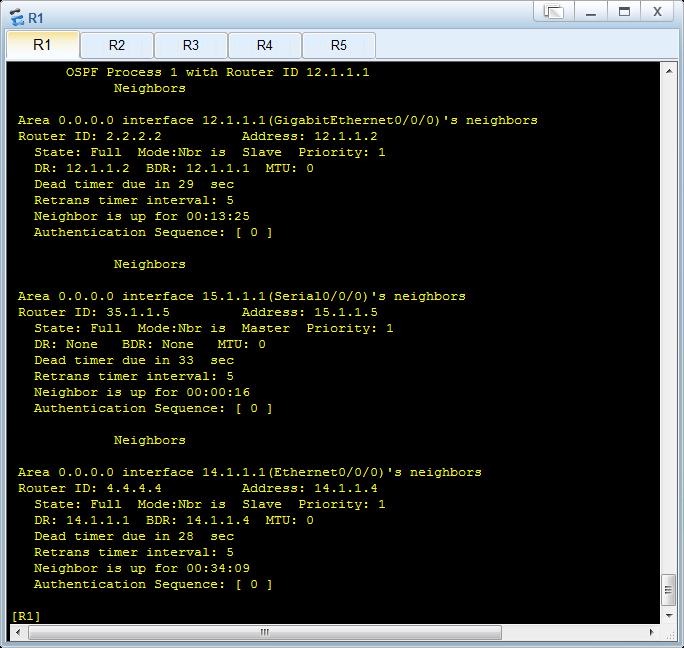 R1
R1 R2 R3 R4 R5
OSPF Process 1 with Router ID 12.1.1.1
Neighbors
Area 0.0.0.0 interface 12.1.1.1(GigabitEthernet0/0/0)'s neighbors
Router ID: 2.2.2.2 Address: 12.1.1.2
State: Full Mode:Nbr is Slave Priority: 1
DR: 12.1.1.2 BDR: 12.1.1.1 MTU: 0
Dead timer due in 29 sec
Retrans timer interval: 5
Neighbor is up for 00:13:25
Authentication Sequence: [ 0 ]
Neighbors
Area 0.0.0.0 interface 15.1.1.1(Serial0/0/0)'s neighbors
Router ID: 35.1.1.5 Address: 15.1.1.5
State: Full Mode:Nbr is Master Priority: 1
DR: None BDR: None MTU: 0
Dead timer due in 33 sec
Retrans timer interval: 5
Neighbor is up for 00:00:16
Authentication Sequence: [ 0 ]
Neighbors
Area 0.0.0.0 interface 14.1.1.1(Ethernet0/0/0)'s neighbors
Router ID: 4.4.4.4 Address: 14.1.1.4
State: Full Mode:Nbr is Slave Priority: 1
DR: 14.1.1.1 BDR: 14.1.1.4 MTU: 0
Dead timer due in 28 sec
Retrans timer interval: 5
Neighbor is up for 00:34:09
Authentication Sequence: [ 0 ]
[R1]